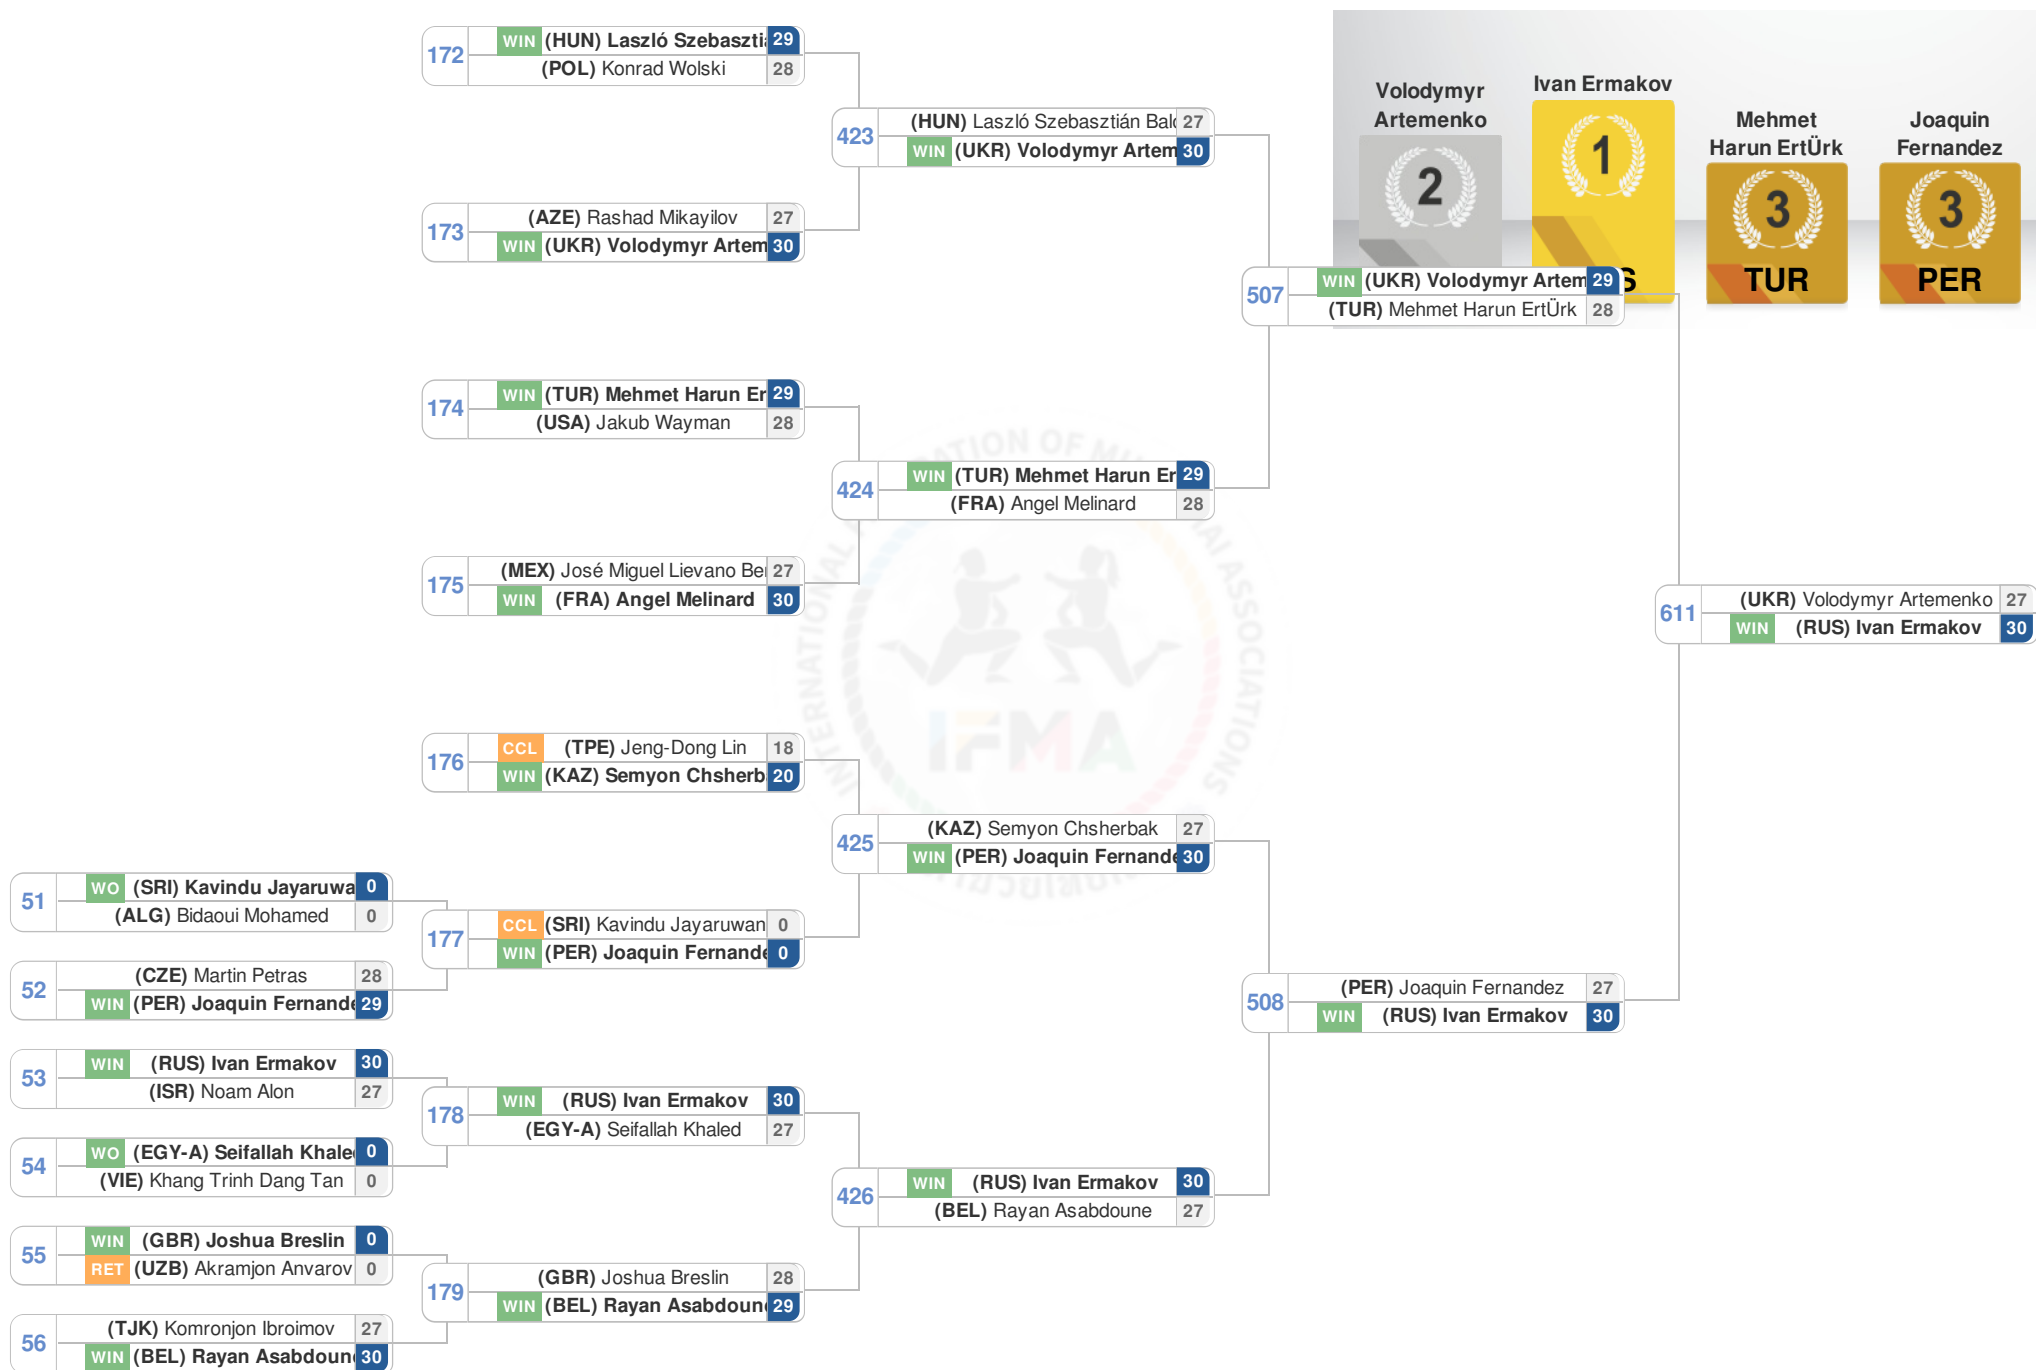 172
WIN (HUN) Laszló Szebaszti 29
(POL) Konrad Wolski 28
173
(AZE) Rashad Mikayilov 27
WIN (UKR) Volodymyr Artem 30
174
WIN (TUR) Mehmet Harun Er 29
(USA) Jakub Wayman 28
175
(MEX) José Miguel Lievano Be 27
WIN (FRA) Angel Melinard 30
176
CCL (TPE) Jeng-Dong Lin 18
WIN (KAZ) Semyon Chsherb 20
51
WO (SRI) Kavindu Jayaruwa 0
(ALG) Bidaoui Mohamed 0
52
(CZE) Martin Petras 28
WIN (PER) Joaquin Fernande 29
53
WIN (RUS) Ivan Ermakov 30
(ISR) Noam Alon 27
54
WO (EGY-A) Seifallah Khale 0
(VIE) Khang Trinh Dang Tan 0
55
WIN (GBR) Joshua Breslin 0
RET (UZB) Akramjon Anvarov 0
56
(TJK) Komronjon Ibroimov 27
WIN (BEL) Rayan Asabdoun 30
177
CCL (SRI) Kavindu Jayaruwan 0
WIN (PER) Joaquin Fernande 0
178
WIN (RUS) Ivan Ermakov 30
(EGY-A) Seifallah Khaled 27
179
(GBR) Joshua Breslin 28
WIN (BEL) Rayan Asabdoun 29
423
(HUN) Laszló Szebasztián Bal 27
WIN (UKR) Volodymyr Artem 30
424
WIN (TUR) Mehmet Harun Er 29
(FRA) Angel Melinard 28
425
(KAZ) Semyon Chsherbak 27
WIN (PER) Joaquin Fernande 30
426
WIN (RUS) Ivan Ermakov 30
(BEL) Rayan Asabdoune 27
507
WIN (UKR) Volodymyr Artem 29
(TUR) Mehmet Harun ErtÜrk 28
508
(PER) Joaquin Fernandez 27
WIN (RUS) Ivan Ermakov 30
611
(UKR) Volodymyr Artemenko 27
WIN (RUS) Ivan Ermakov 30
Volodymyr
Artemenko
2
Ivan Ermakov
1
S
Mehmet
Harun ErtÜrk
3
TUR
Joaquin
Fernandez
3
PER
INTERNATIONAL
ASSOCIATIONS
IFMA